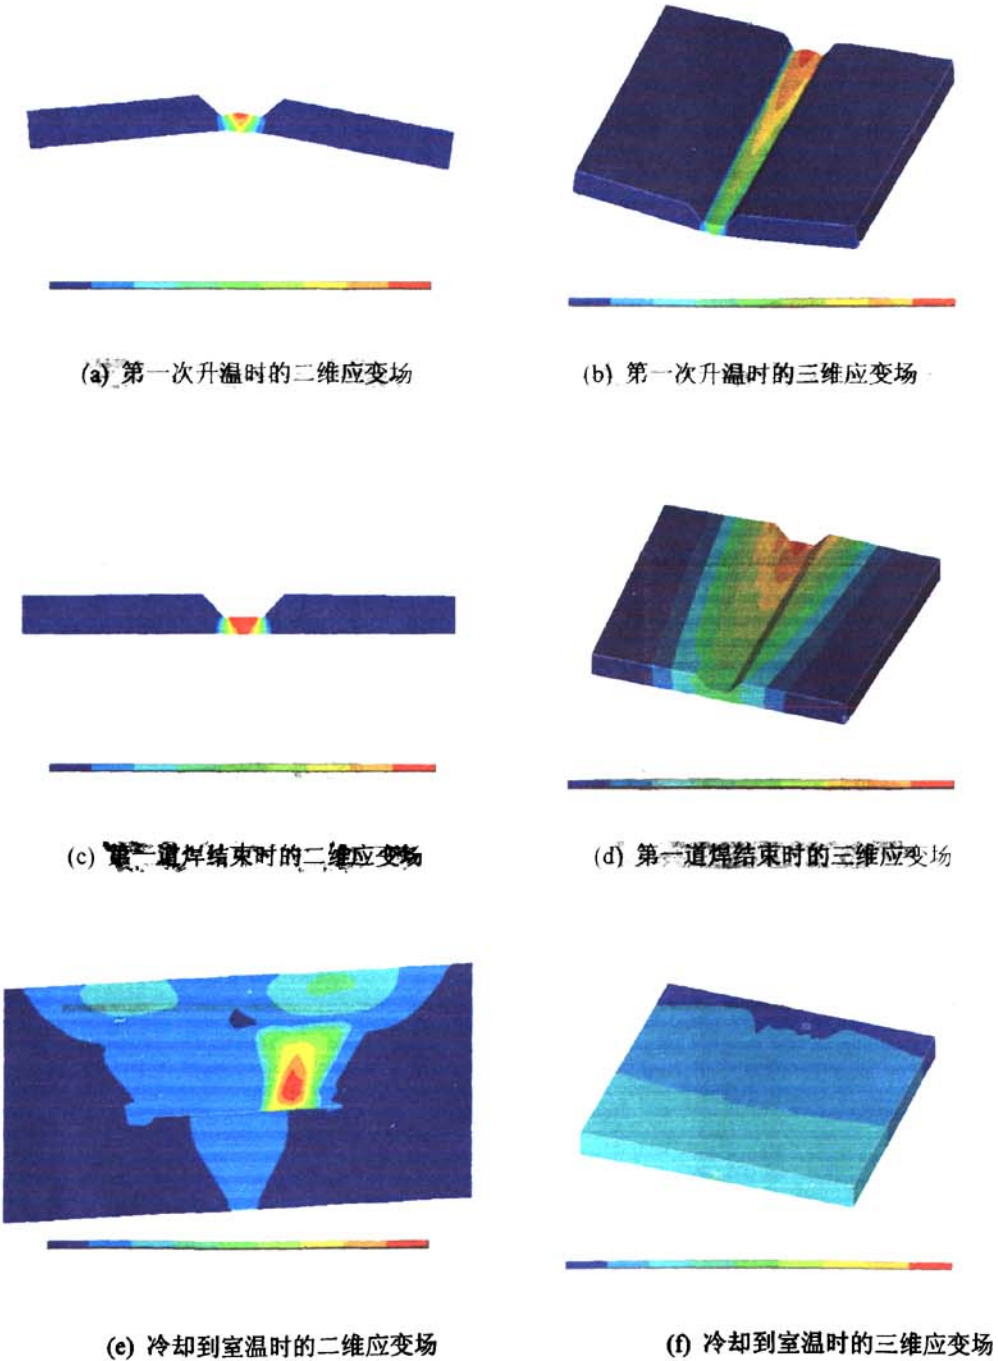 (a) 第一次升温时的二维应变场
(b) 第一次升温时的三维应变场
(c) 第一道焊结束时的二维应变场
(d) 第一道焊结束时的三维应变场
(e) 冷却到室温时的二维应变场
(f) 冷却到室温时的三维应变场